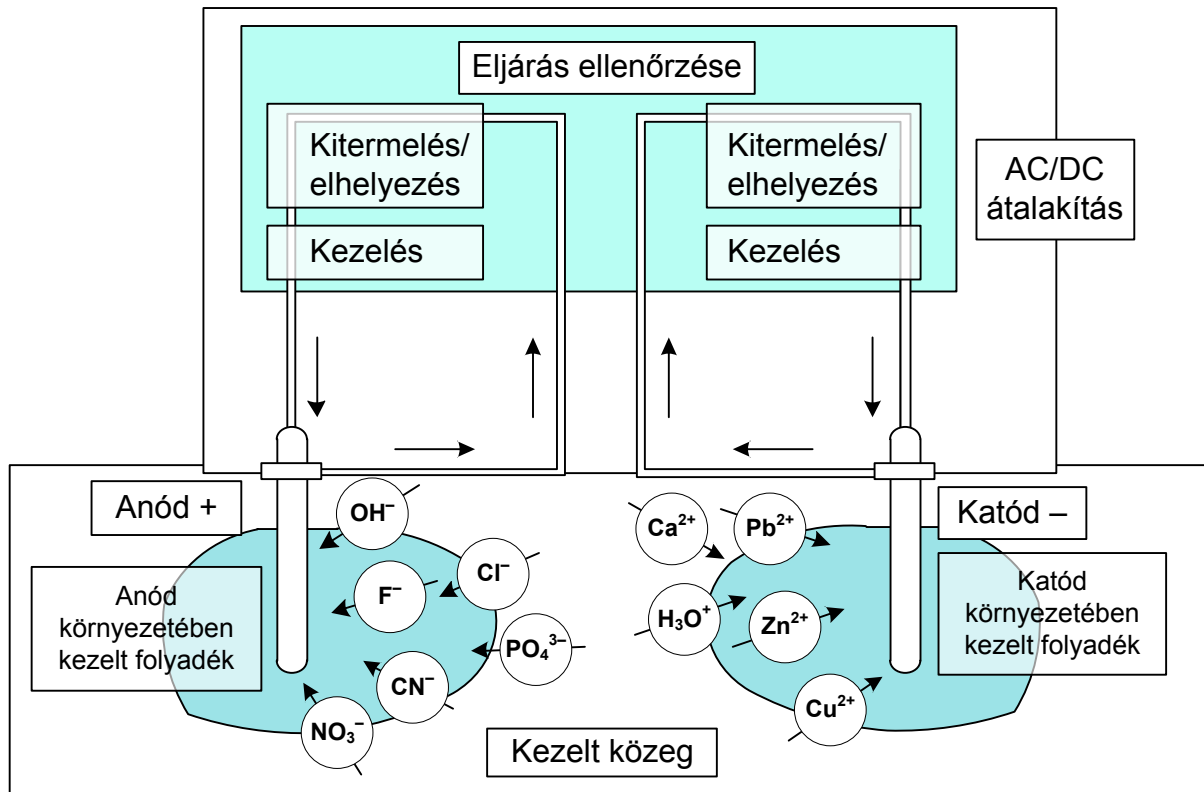 Eljárás ellenőrzése
Kitermelés/
elhelyezés
Kezelés
Kitermelés/
elhelyezés
Kezelés
AC/DC
átalakítás
Anód +
Anód
környezetében
kezelt folyadék
OH⁻
F⁻
Cl⁻
PO₄³⁻
CN⁻
NO₃⁻
Ca²⁺
Pb²⁺
H₃O⁺
Zn²⁺
Cu²⁺
Katód –
Katód
környezetében
kezelt folyadék
Kezelt közeg